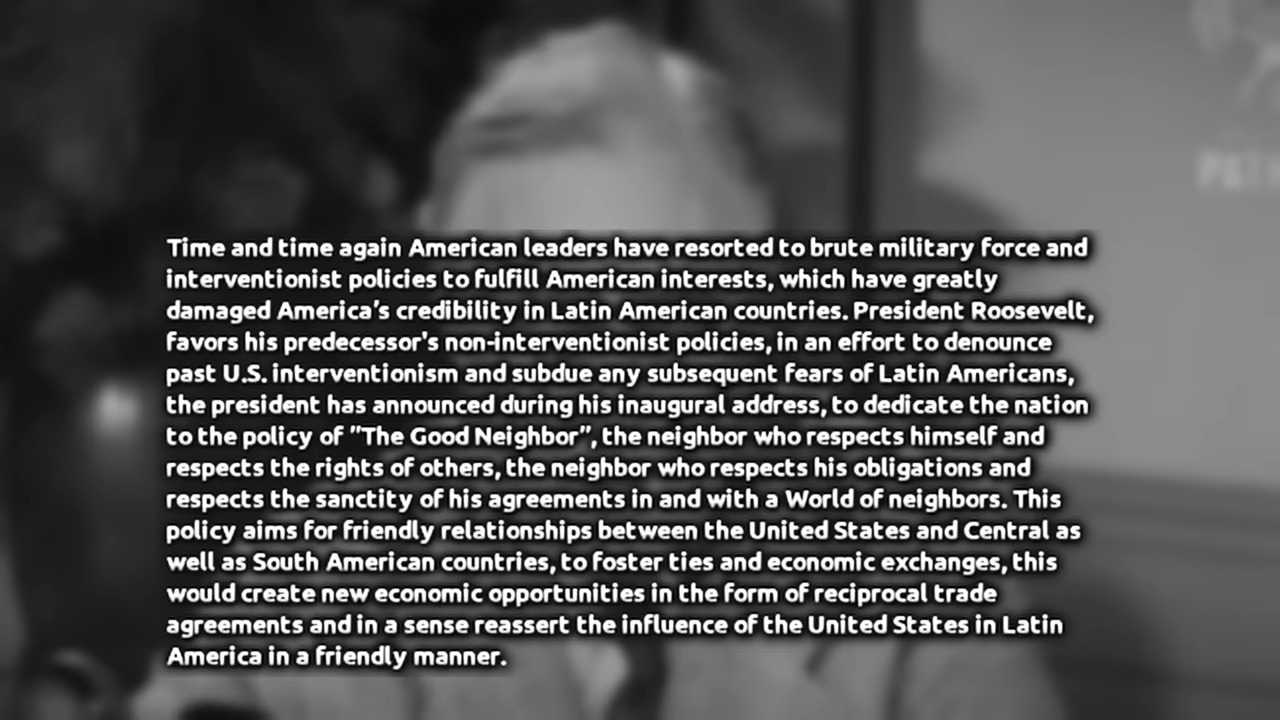 PATH
Time and time again American leaders have resorted to brute military force and
interventionist policies to fulfill American interests, which have greatly
damaged America's credibility in Latin American countries. President Roosevelt,
favors his predecessor's non-interventionist policies, in an effort to denounce
past U.S. interventionism and subdue any subsequent fears of Latin Americans,
the president has announced during his inaugural address, to dedicate the nation
to the policy of "The Good Neighbor", the neighbor who respects himself and
respects the rights of others, the neighbor who respects his obligations and
respects the sanctity of his agreements in and with a World of neighbors. This
policy aims for friendly relationships between the United States and Central as
well as South American countries, to foster ties and economic exchanges, this
would create new economic opportunities in the form of reciprocal trade
agreements and in a sense reassert the influence of the United States in Latin
America in a friendly manner.